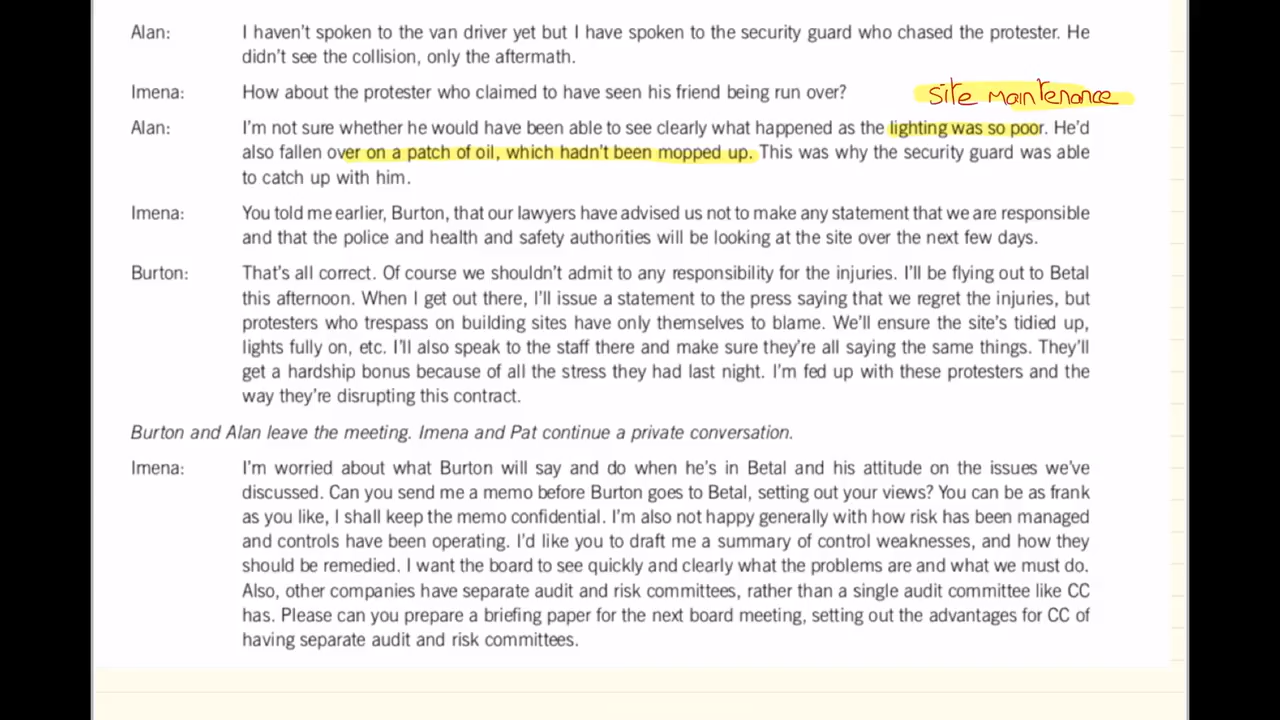 Alan: I haven't spoken to the van driver yet but I have spoken to the security guard who chased the protester. He
didn't see the collision, only the aftermath.
Imena: How about the protester who claimed to have seen his friend being run over? site maintenance
Alan: I'm not sure whether he would have been able to see clearly what happened as the lighting was so poor. He'd
also fallen over on a patch of oil, which hadn't been mopped up. This was why the security guard was able
to catch up with him.
Imena: You told me earlier, Burton, that our lawyers have advised us not to make any statement that we are responsible
and that the police and health and safety authorities will be looking at the site over the next few days.
Burton: That's all correct. Of course we shouldn't admit to any responsibility for the injuries. I'll be flying out to Betal
this afternoon. When I get out there, I'll issue a statement to the press saying that we regret the injuries, but
protesters who trespass on building sites have only themselves to blame. We'll ensure the site's tidied up,
lights fully on, etc. I'll also speak to the staff there and make sure they're all saying the same things. They'll
get a hardship bonus because of all the stress they had last night. I'm fed up with these protesters and the
way they're disrupting this contract.
Burton and Alan leave the meeting. Imena and Pat continue a private conversation.
Imena: I'm worried about what Burton will say and do when he's in Betal and his attitude on the issues we've
discussed. Can you send me a memo before Burton goes to Betal, setting out your views? You can be as frank
as you like, I shall keep the memo confidential. I'm also not happy generally with how risk has been managed
and controls have been operating. I'd like you to draft me a summary of control weaknesses, and how they
should be remedied. I want the board to see quickly and clearly what the problems are and what we must do.
Also, other companies have separate audit and risk committees, rather than a single audit committee like CC
has. Please can you prepare a briefing paper for the next board meeting, setting out the advantages for CC of
having separate audit and risk committees.